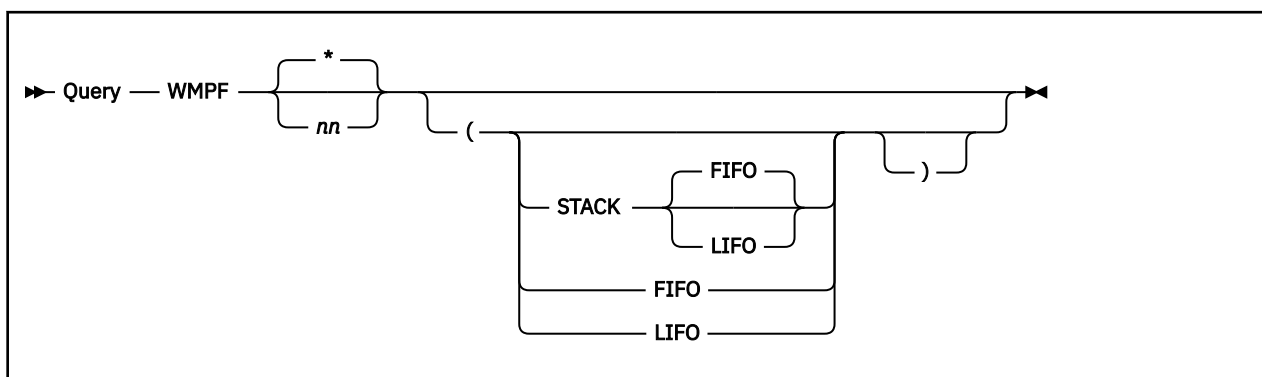 *
Query WMPF
nn
(
)
FIFO
STACK
LIFO
FIFO
LIFO